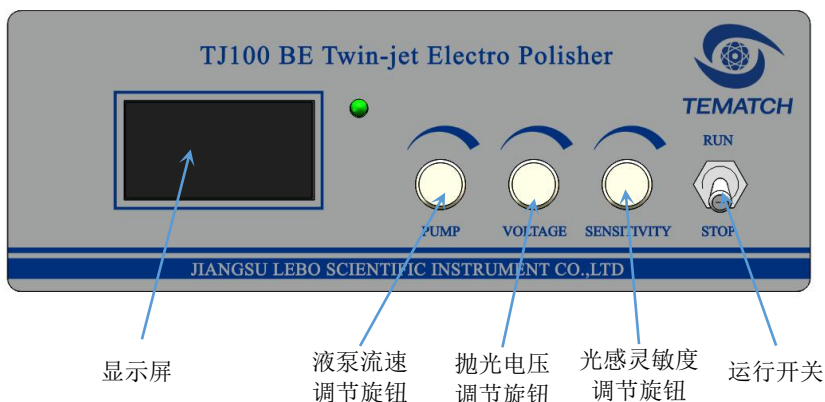 TJ100 BE Twin-jet Electro Polisher
TEMATCH
RUN
PUMP
VOLTAGE
SENSITIVITY
STOP
JIANGSU LEBO SCIENTIFIC INSTRUMENT CO.,LTD
显示屏
液泵流速
调节旋钮
抛光电压
调节旋钮
光感灵敏度
调节旋钮
运行开关